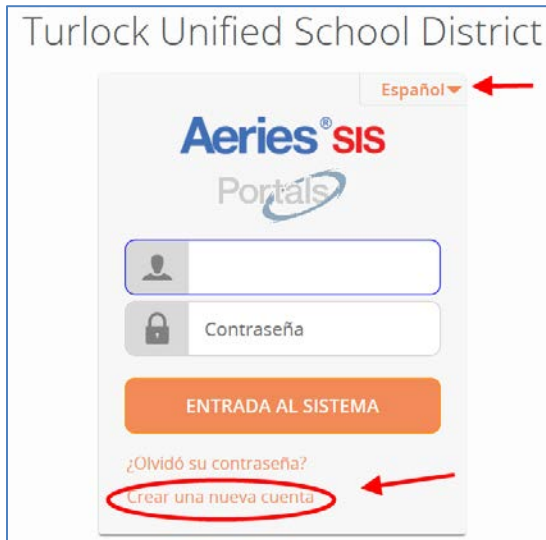 Turlock Unified School District
Español
Aeries® SIS
Portals
Contraseña
ENTRADA AL SISTEMA
¿Olvidó su contraseña?
Crear una nueva cuenta